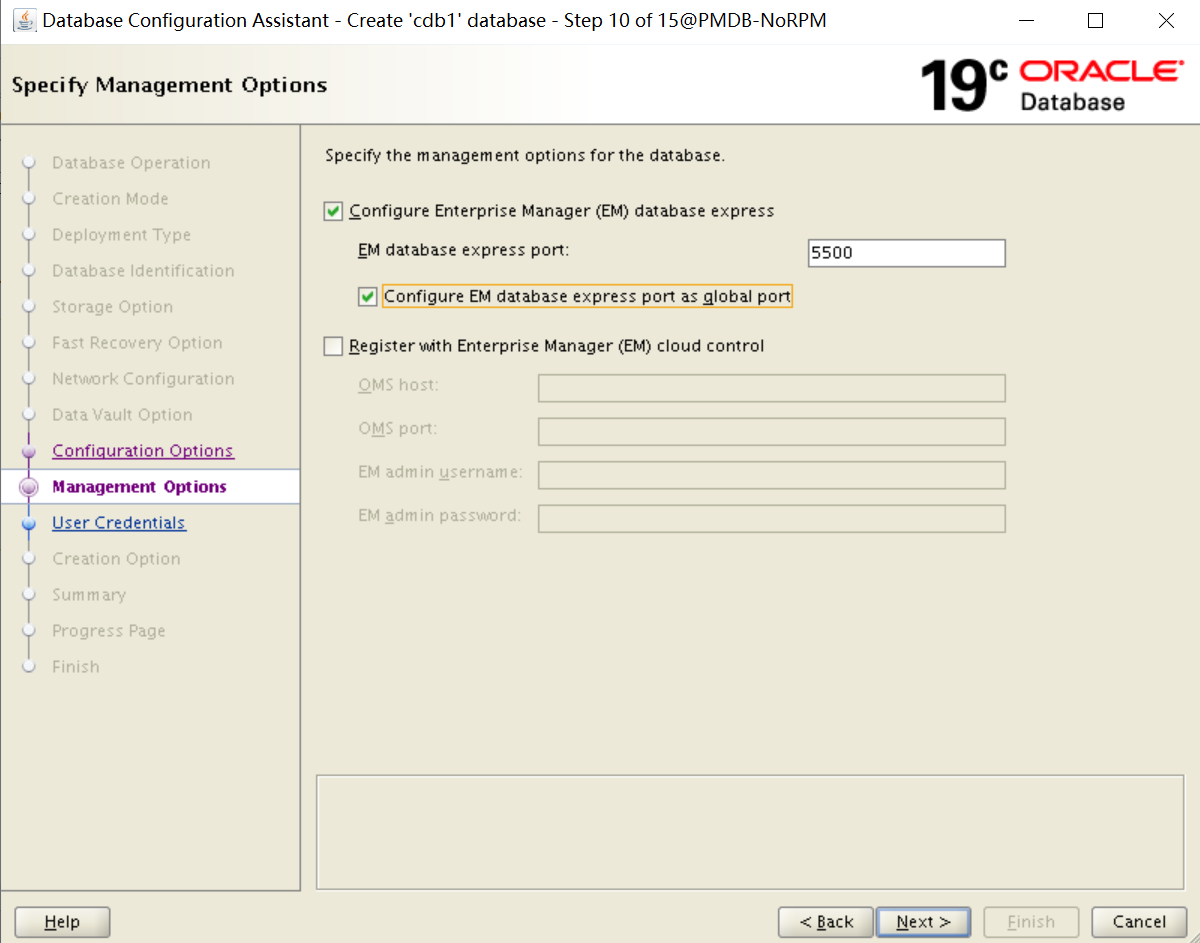 Database Configuration Assistant - Create 'cdb1' database - Step 10 of 15@PMDB-NoRPM
Specify Management Options
19c ORACLE
Database
Database Operation
Creation Mode
Deployment Type
Database Identification
Storage Option
Fast Recovery Option
Network Configuration
Data Vault Option
Configuration Options
Management Options
User Credentials
Creation Option
Summary
Progress Page
Finish
Specify the management options for the database.
Configure Enterprise Manager (EM) database express
EM database express port: 5500
Configure EM database express port as global port
Register with Enterprise Manager (EM) cloud control
OMS host:
OMS port:
EM admin username:
EM admin password:
Help < Back Next > Finish Cancel